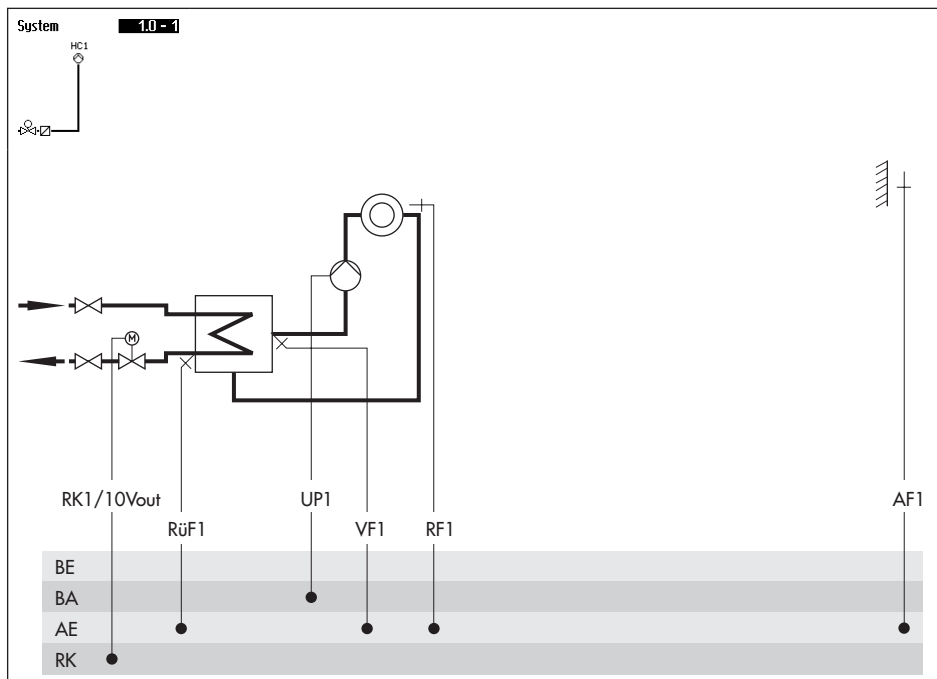 System 1.0 - 1
HC1
M
RK1/10Vout UP1 AF1
RüF1 VF1 RF1
BE
BA
AE
RK